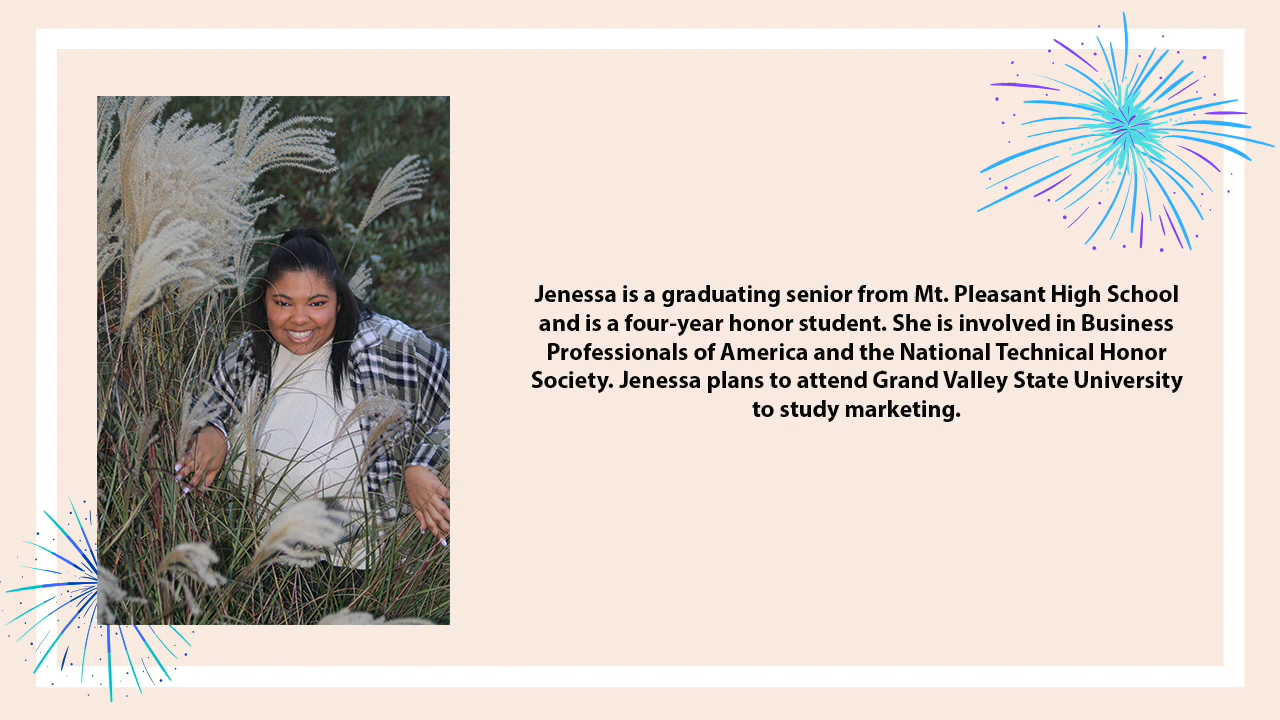 Jenessa is a graduating senior from Mt. Pleasant High School
and is a four-year honor student. She is involved in Business
Professionals of America and the National Technical Honor
Society. Jenessa plans to attend Grand Valley State University
to study marketing.